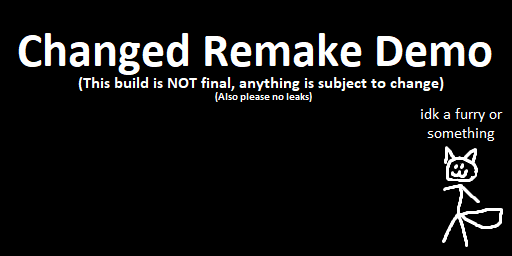 Changed Remake Demo
(This build is NOT final, anything is subject to change)
(Also please no leaks)
idk a furry or
something